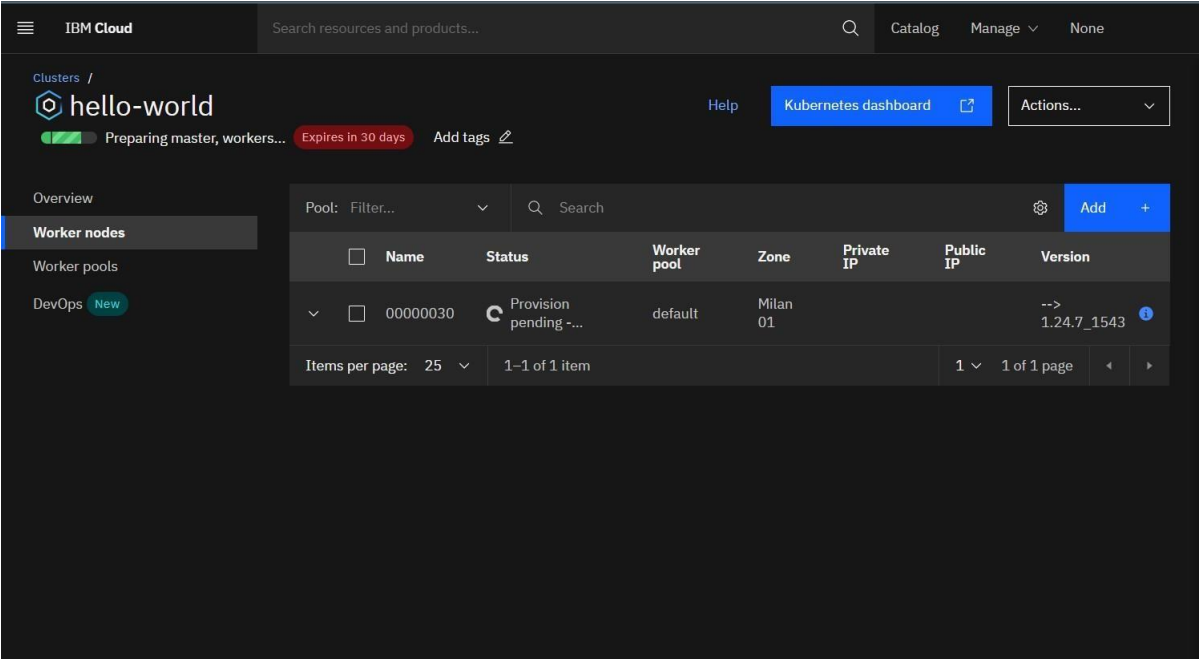 IBM Cloud
Search resources and products...
Catalog
Manage
None
Clusters /
hello-world
Help
Kubernetes dashboard
Actions...
Preparing master, workers...
Expires in 30 days
Add tags
Overview
Worker nodes
Worker pools
DevOps New
Pool: Filter...
Search
Add +
Name
Status
Worker
pool
Zone
Private
IP
Public
IP
Version
00000030
Provision
pending -...
default
Milan
01
-->
1.24.7_1543
Items per page: 25
1–1 of 1 item
1
1 of 1 page